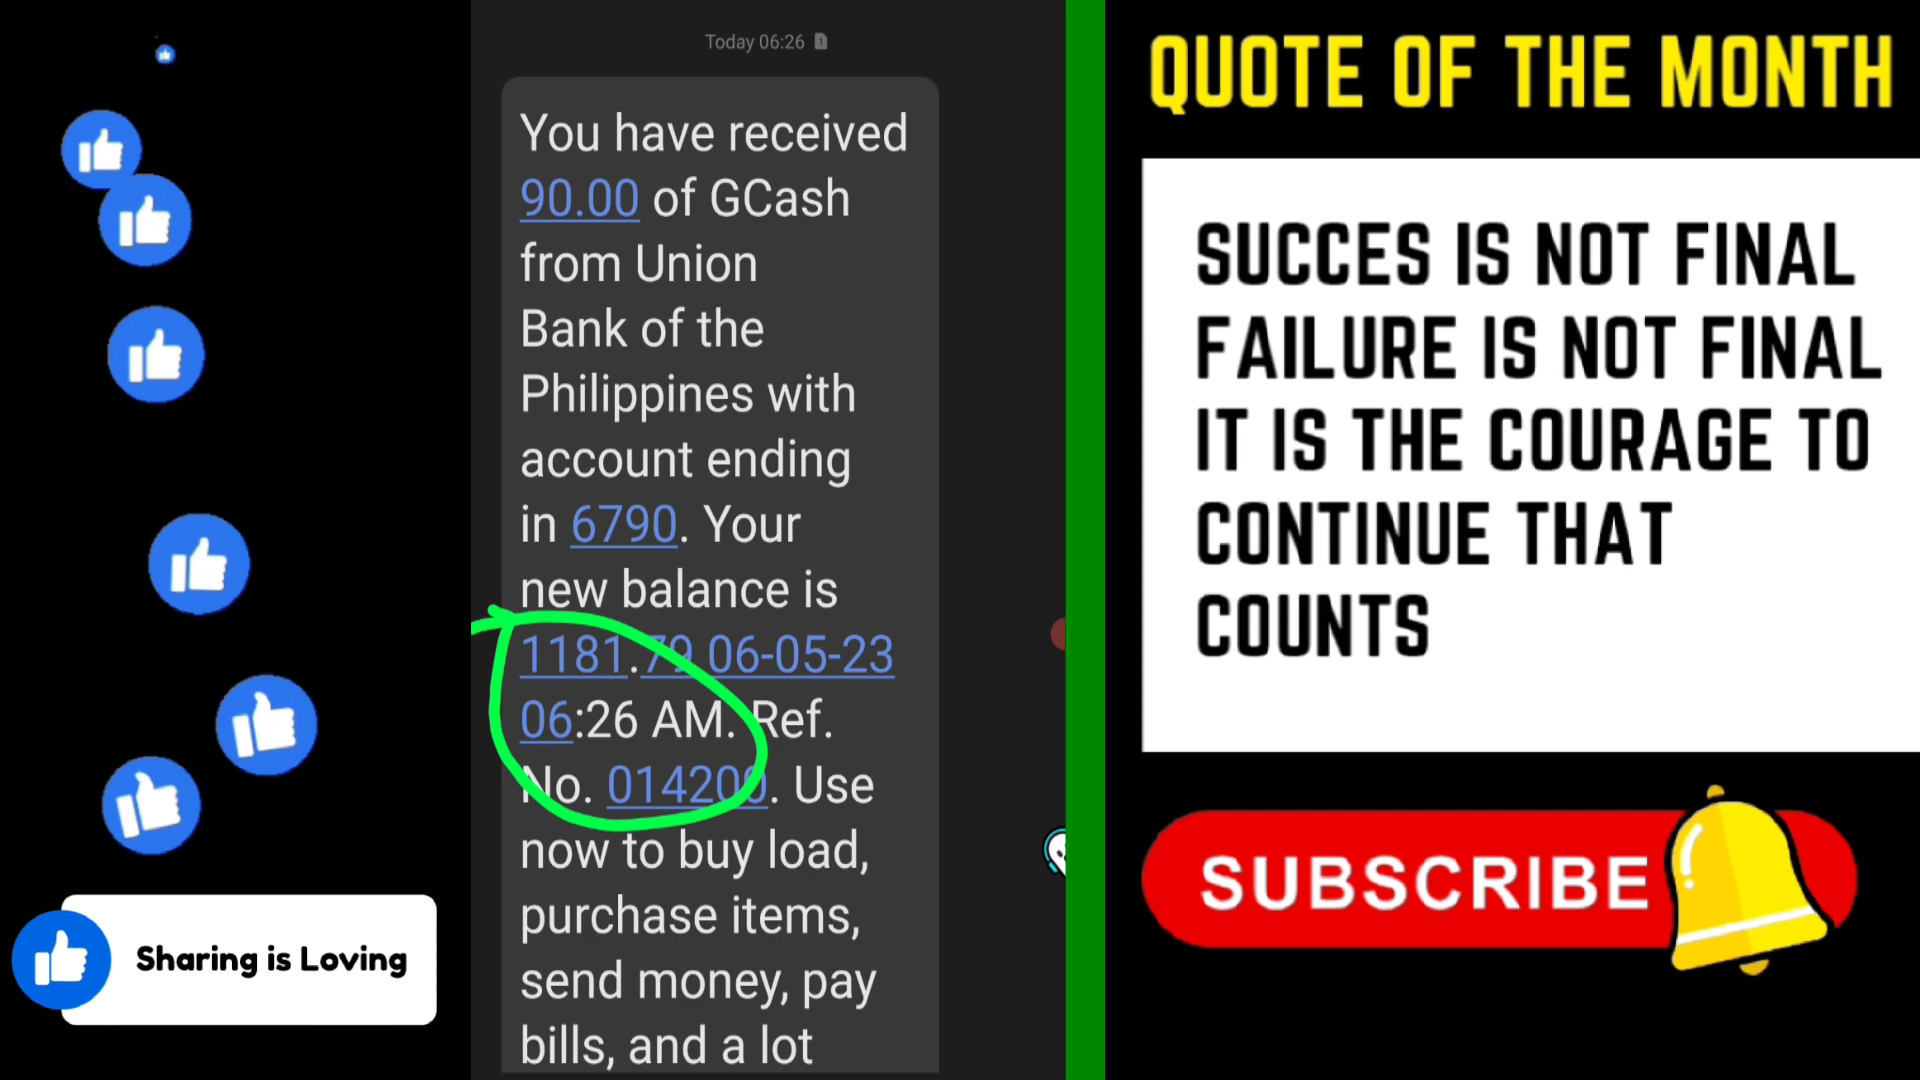 Today 06:26
You have received
90.00 of GCash
from Union
Bank of the
Philippines with
account ending
in 6790. Your
new balance is
1181.79 06-05-23
06:26 AM. Ref.
No. 014200. Use
now to buy load,
purchase items,
send money, pay
bills, and a lot
Sharing is Loving
QUOTE OF THE MONTH
SUCCES IS NOT FINAL
FAILURE IS NOT FINAL
IT IS THE COURAGE TO
CONTINUE THAT
COUNTS
SUBSCRIBE